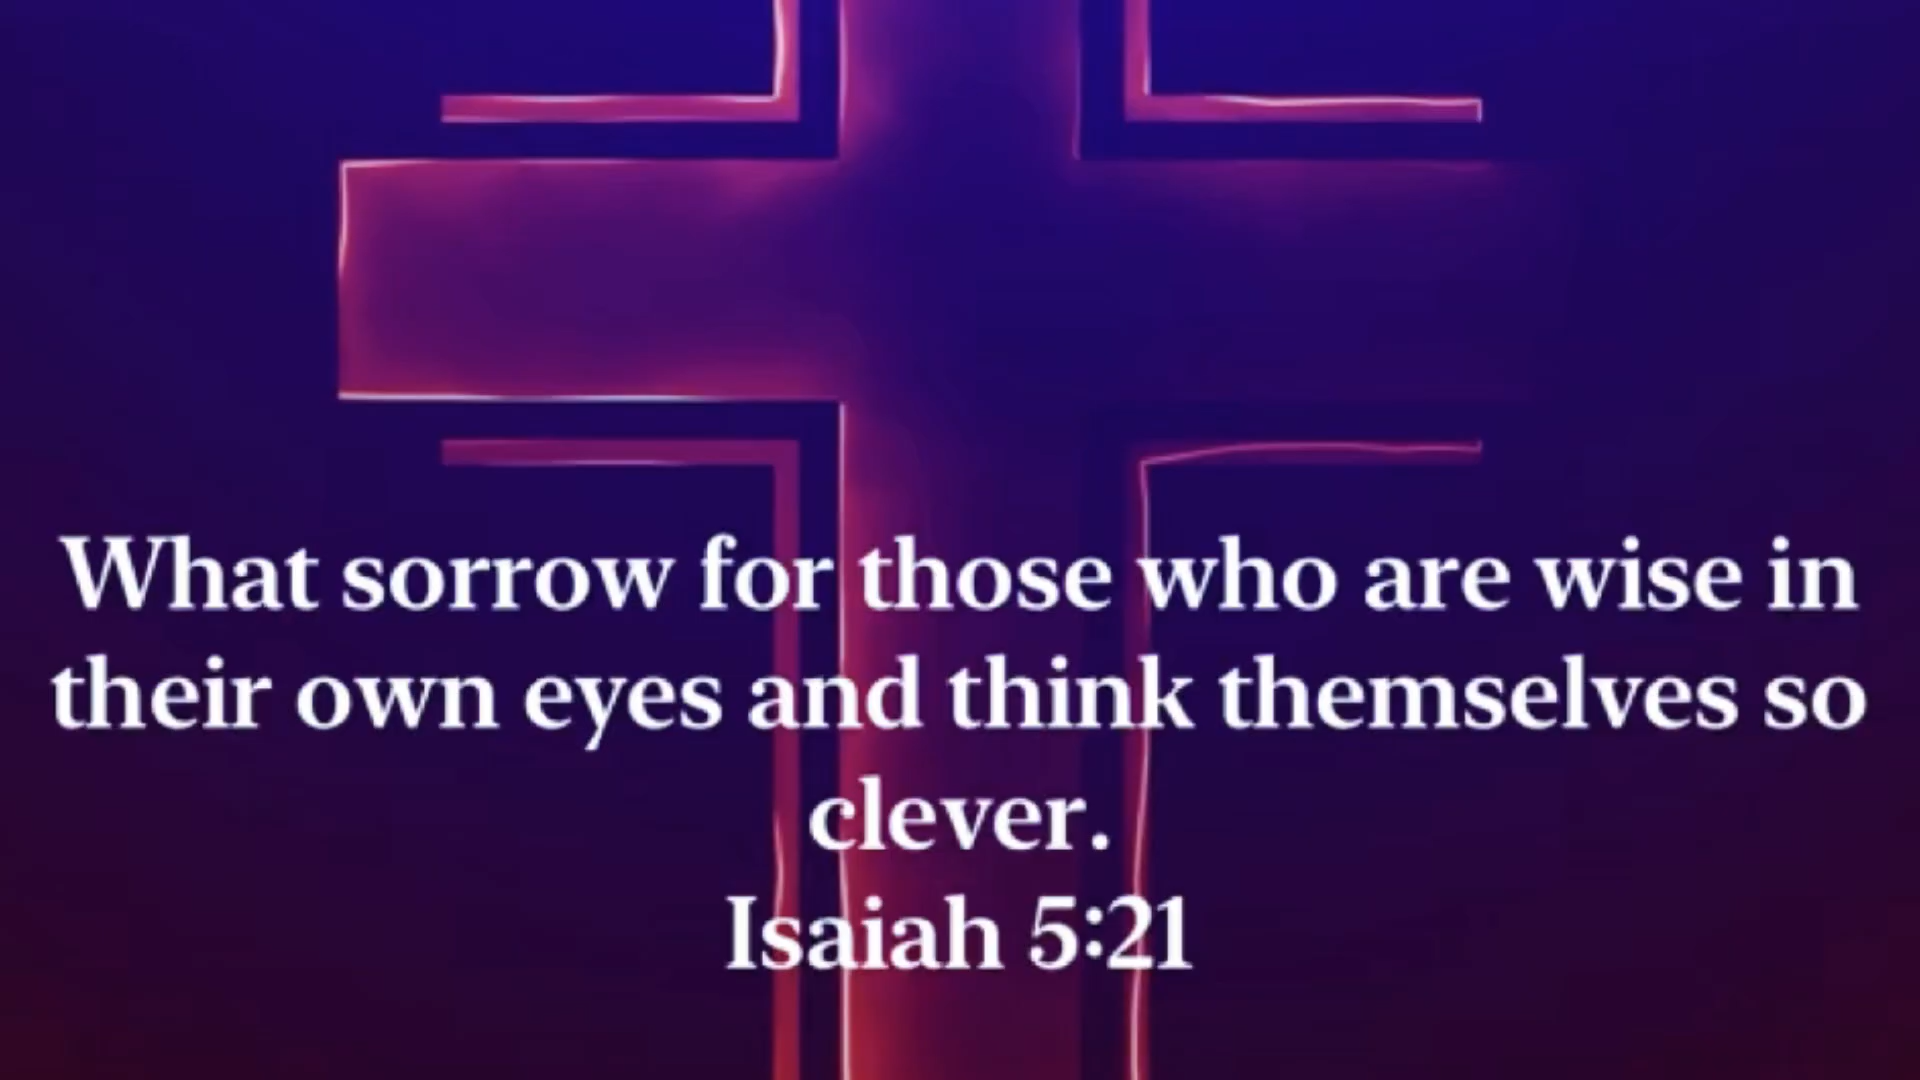 What sorrow for those who are wise in
their own eyes and think themselves so
clever.
Isaiah 5:21